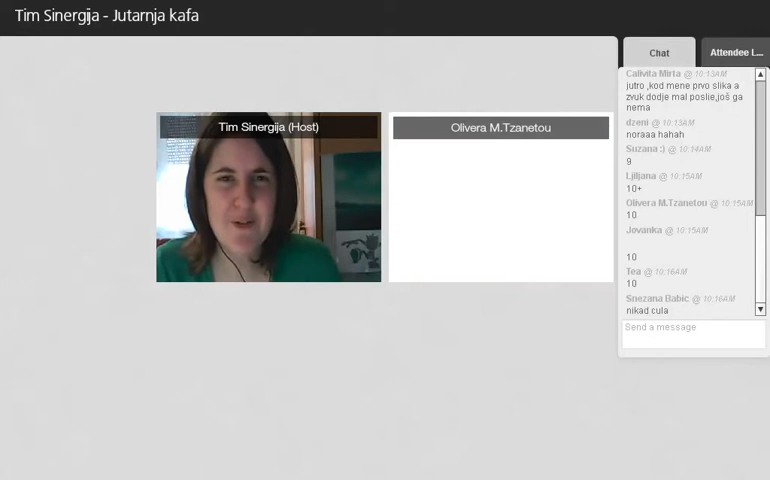 Tim Sinergija - Jutarnja kafa
Chat
Attendee L...
Tim Sinergija (Host)
Olivera M.Tzanetou
Calivita Mirta @ 10:13AM
jutro ,kod mene prvo slika a
zvuk dodje mal poslie,još ga
nema
dzeni @ 10:13AM
noraaa hahah
Suzana :) @ 10:14AM
9
Ljiljana @ 10:15AM
10+
Olivera M.Tzanetou @ 10:15AM
10
Jovanka @ 10:15AM
10
Tea @ 10:16AM
10
Snezana Babic @ 10:16AM
nikad cula
Send a message